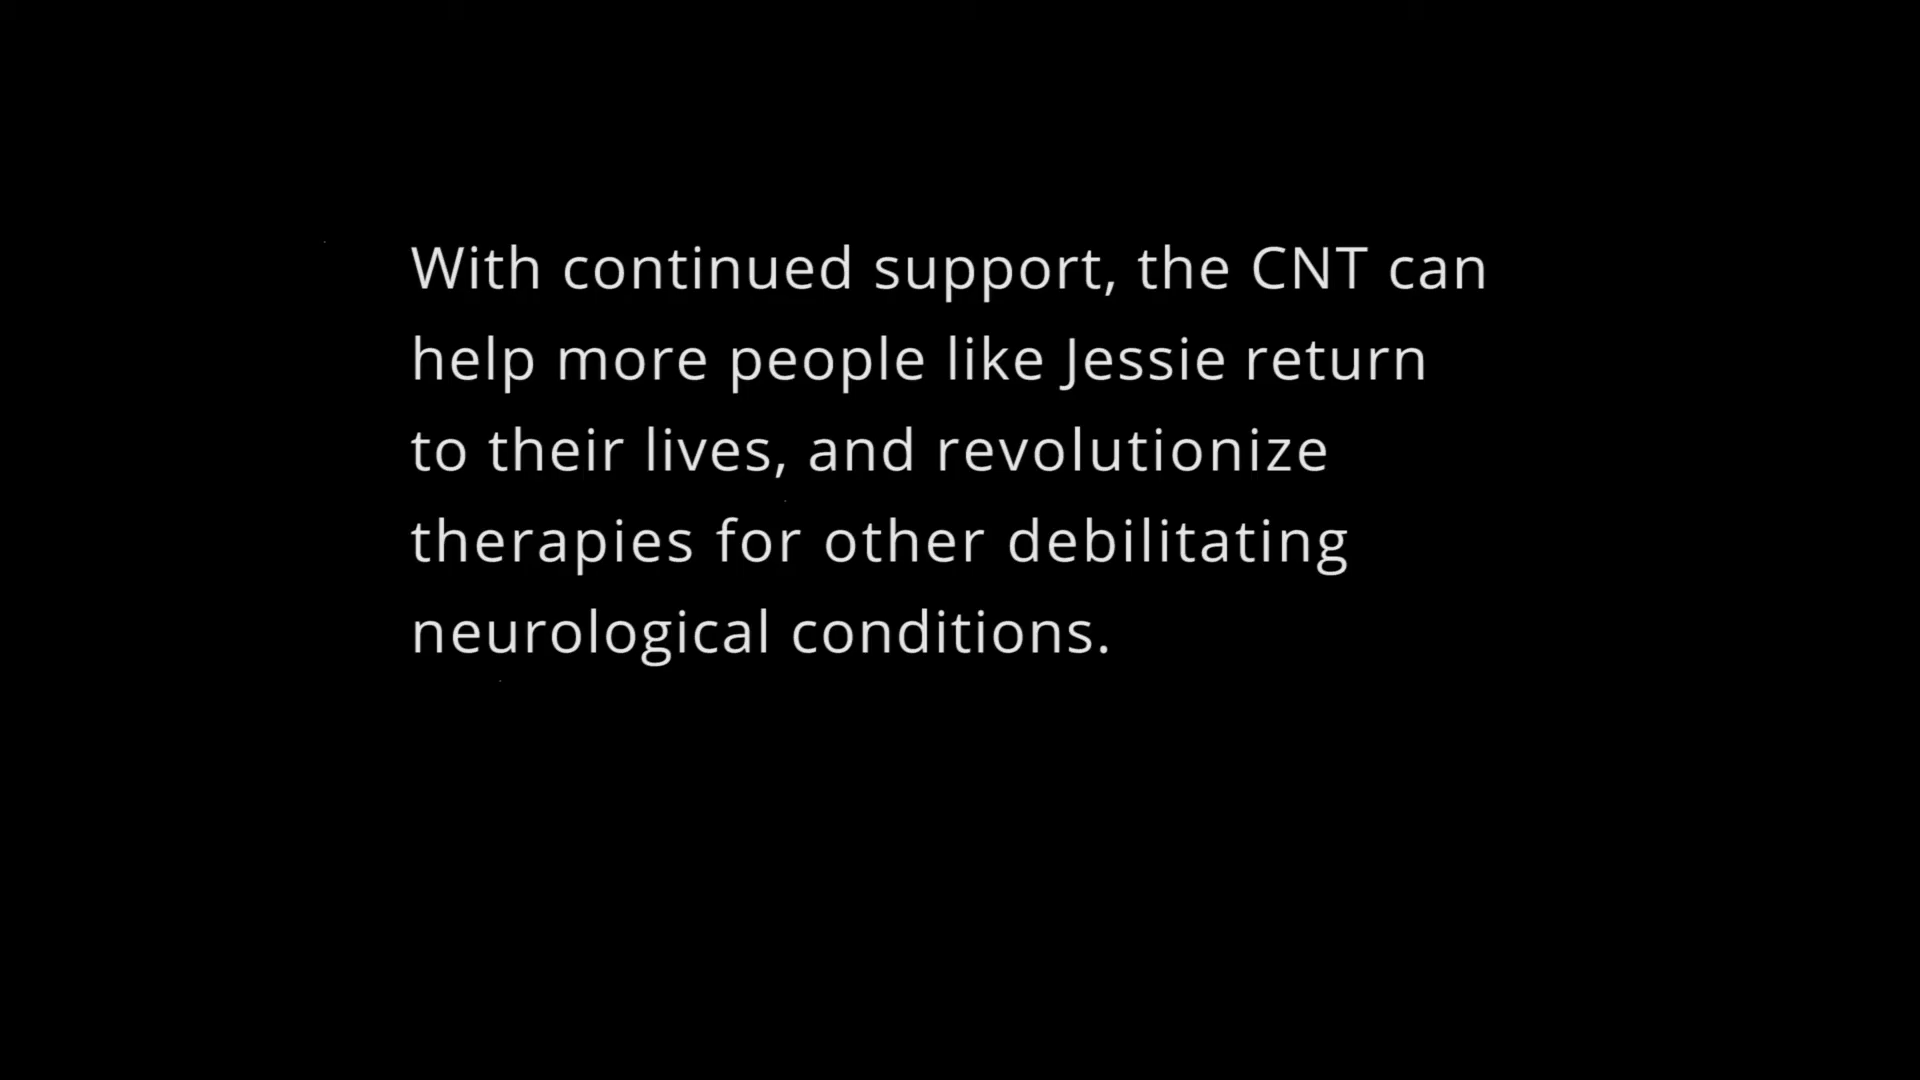 With continued support, the CNT can
help more people like Jessie return
to their lives, and revolutionize
therapies for other debilitating
neurological conditions.